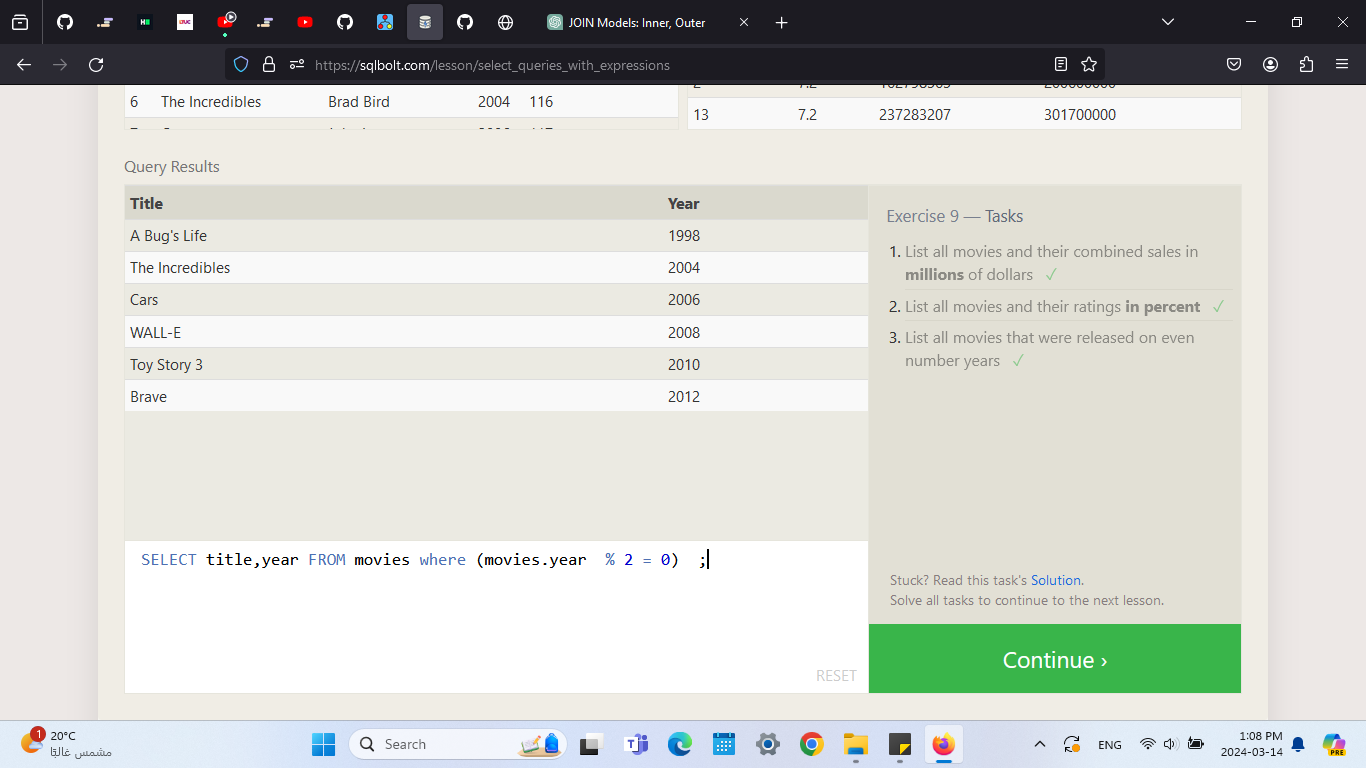 JOIN Models: Inner, Outer
https://sqlbolt.com/lesson/select_queries_with_expressions
6 The Incredibles Brad Bird 2004 116
13 7.2 237283207 301700000
Query Results
Title Year
A Bug's Life 1998
The Incredibles 2004
Cars 2006
WALL-E 2008
Toy Story 3 2010
Brave 2012
Exercise 9 — Tasks
1. List all movies and their combined sales in
millions of dollars ✓
2. List all movies and their ratings in percent ✓
3. List all movies that were released on even
number years ✓
SELECT title,year FROM movies where (movies.year % 2 = 0) ;
RESET
Stuck? Read this task's Solution.
Solve all tasks to continue to the next lesson.
Continue ›
1
20°C
مشمس غالبًا
Search
ENG
1:08 PM
2024-03-14
PRE